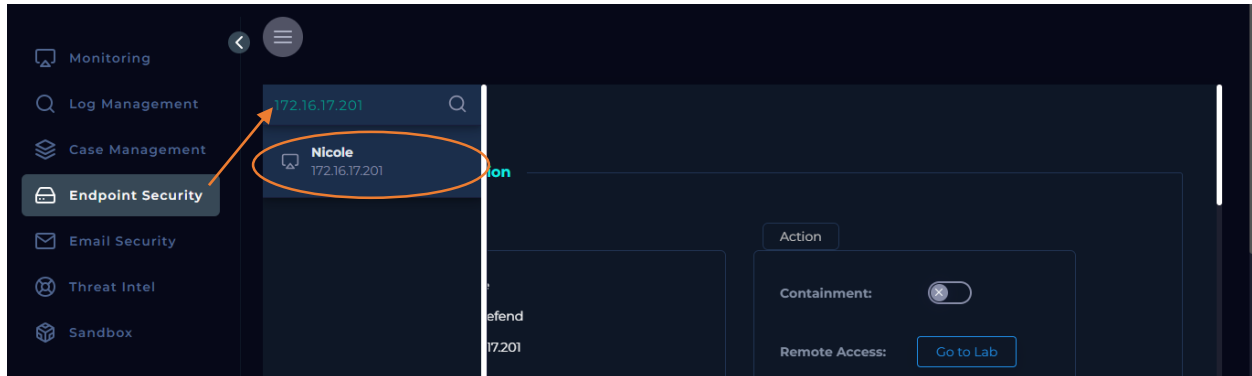 Monitoring
Log Management
Case Management
Endpoint Security
Email Security
Threat Intel
Sandbox
172.16.17.201
Nicole
172.16.17.201
ion
efend
17.201
Action
Containment:
Remote Access:
Go to Lab